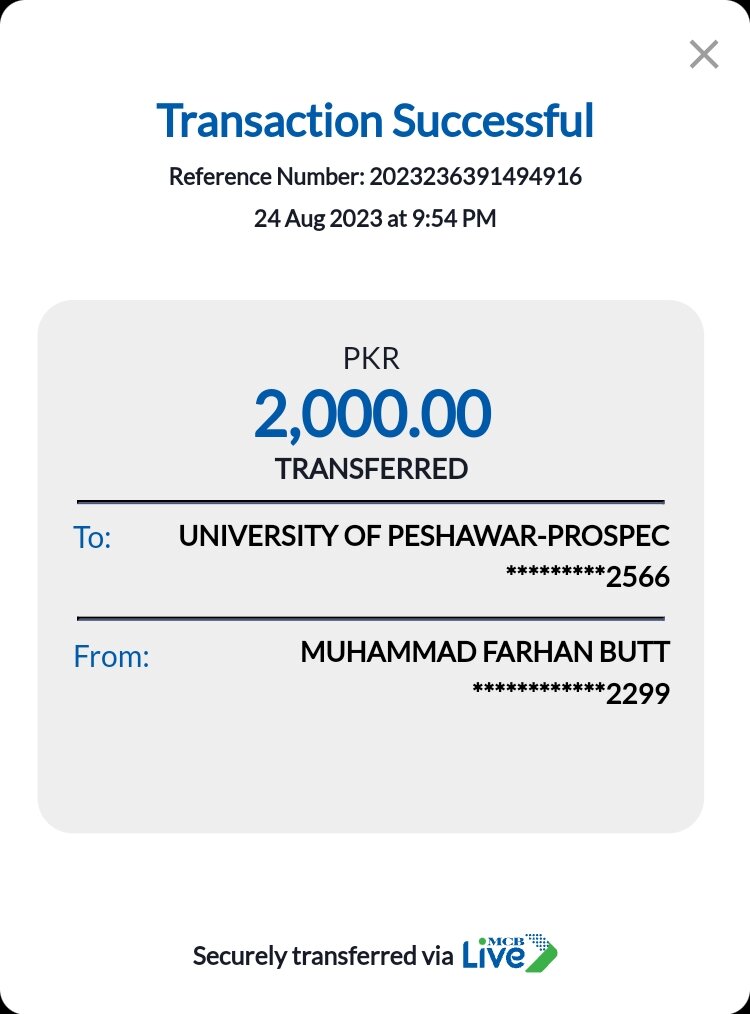 Transaction Successful
Reference Number: 2023236391494916
24 Aug 2023 at 9:54 PM
PKR
2,000.00
TRANSFERRED
To: UNIVERSITY OF PESHAWAR-PROSPEC
*********2566
From: MUHAMMAD FARHAN BUTT
************2299
Securely transferred via MCB Live